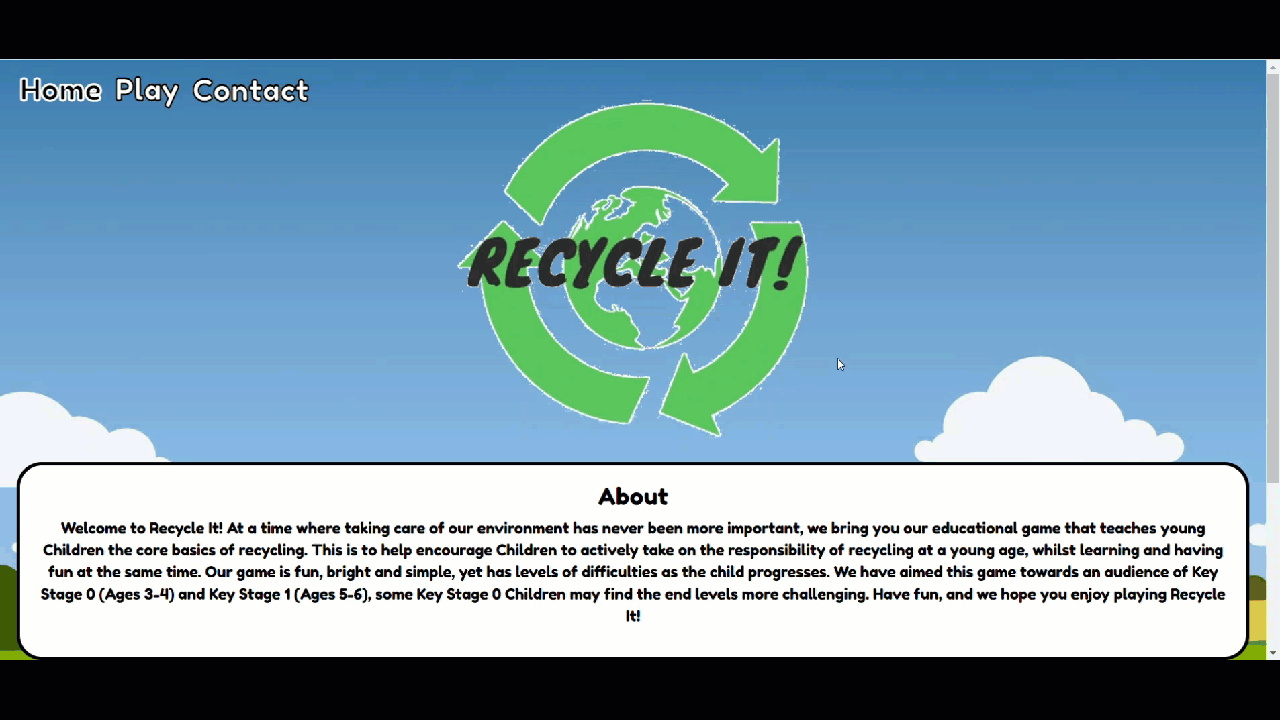 Home Play Contact
RECYCLE IT!
About
Welcome to Recycle It! At a time where taking care of our environment has never been more important, we bring you our educational game that teaches young
Children the core basics of recycling. This is to help encourage Children to actively take on the responsibility of recycling at a young age, whilst learning and having
fun at the same time. Our game is fun, bright and simple, yet has levels of difficulties as the child progresses. We have aimed this game towards an audience of Key
Stage 0 (Ages 3-4) and Key Stage 1 (Ages 5-6), some Key Stage 0 Children may find the end levels more challenging. Have fun, and we hope you enjoy playing Recycle
It!